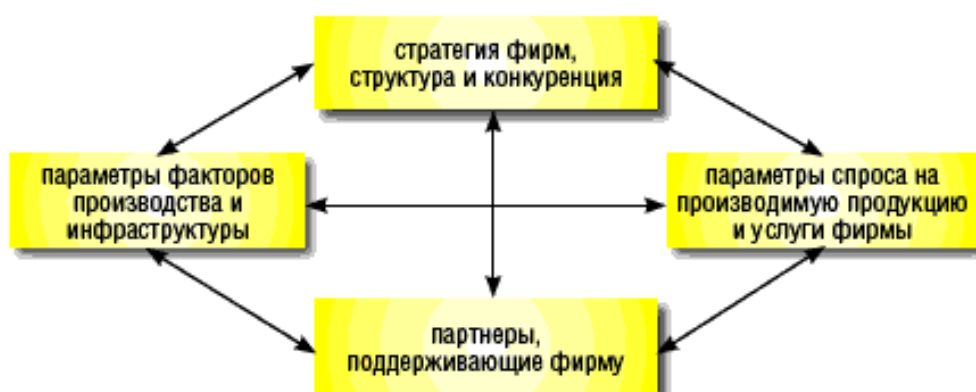 стратегия фирм,
структура и конкуренция
параметры факторов
производства и
инфраструктуры
параметры спроса на
производимую продукцию
и услуги фирмы
партнеры,
поддерживающие фирму